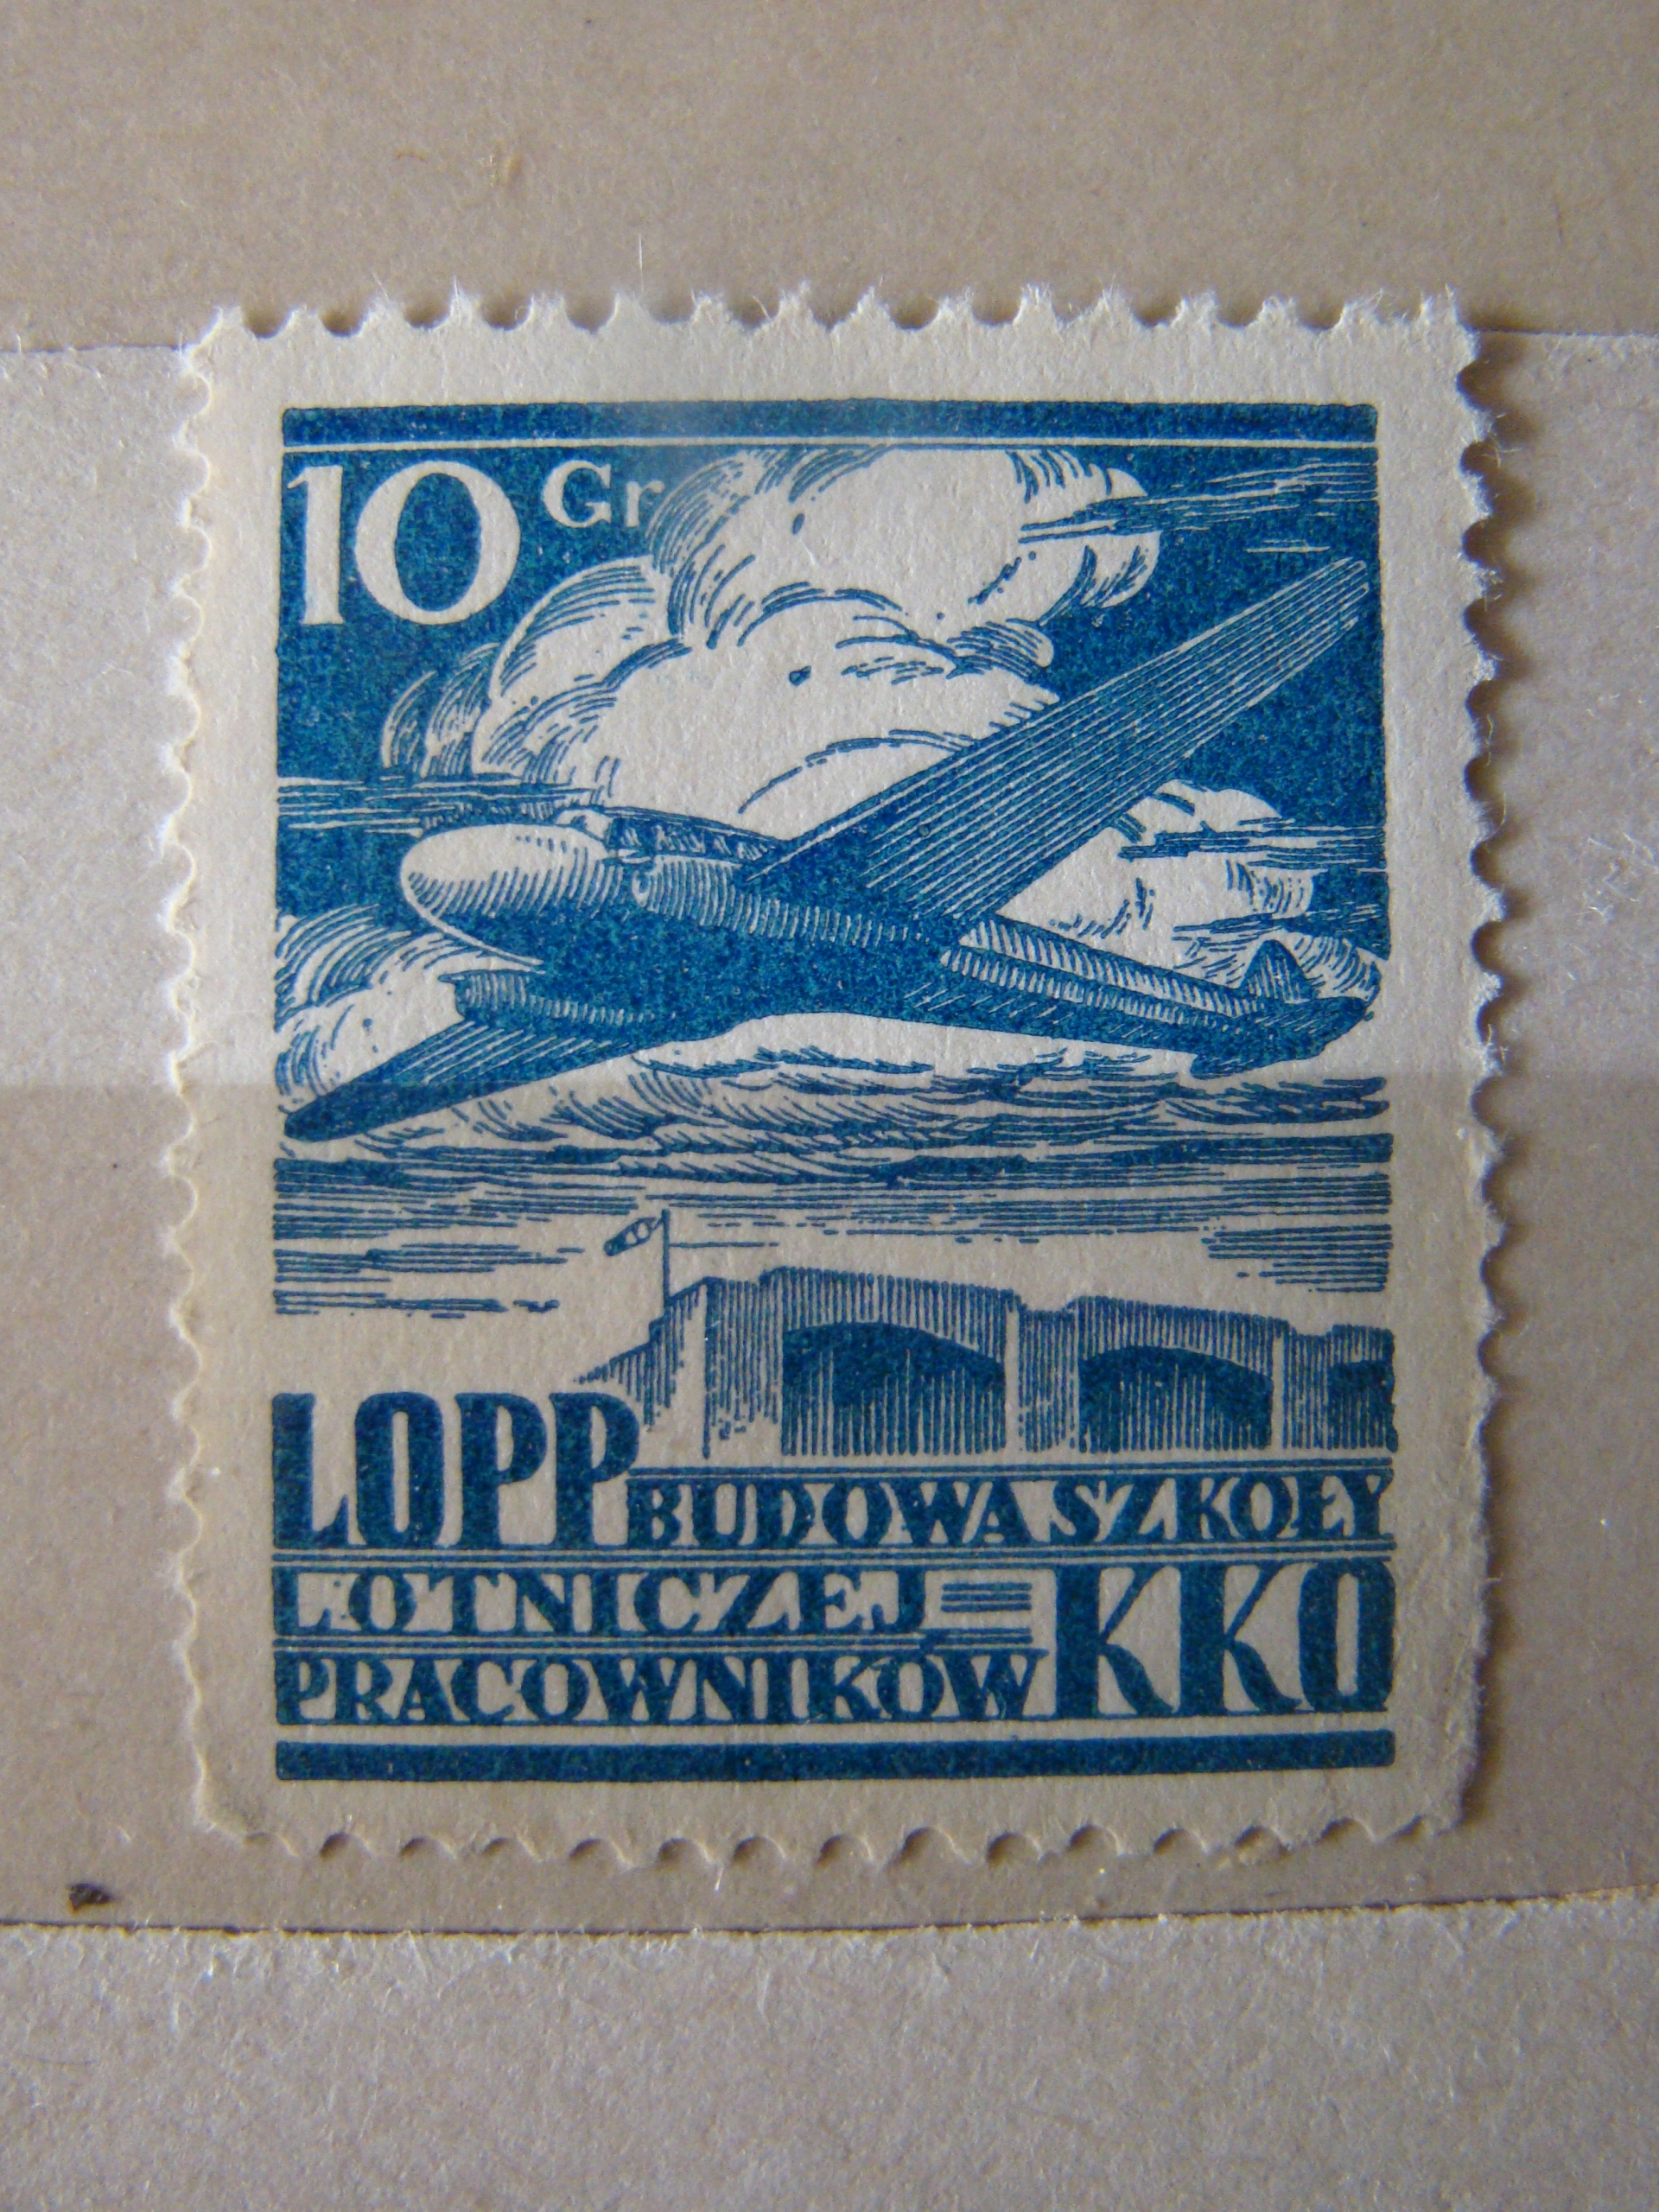 10 Gr
LOPP BUDOWA SZKOŁY
LOTNICZEJ = KKO
PRACOWNIKÓW